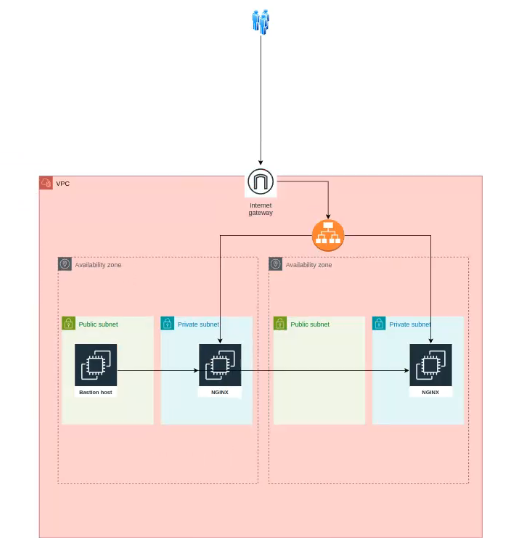 VPC
Internet
gateway
Availability zone
Availability zone
Public subnet
Private subnet
Public subnet
Private subnet
Bastion host
NGINX
NGINX